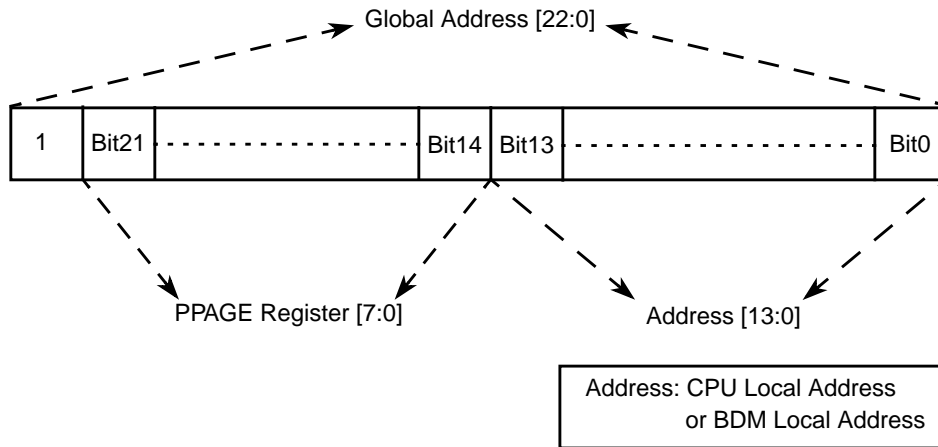 Global Address [22:0]
1 Bit21 Bit14 Bit13 Bit0
PPAGE Register [7:0] Address [13:0]
Address: CPU Local Address
or BDM Local Address